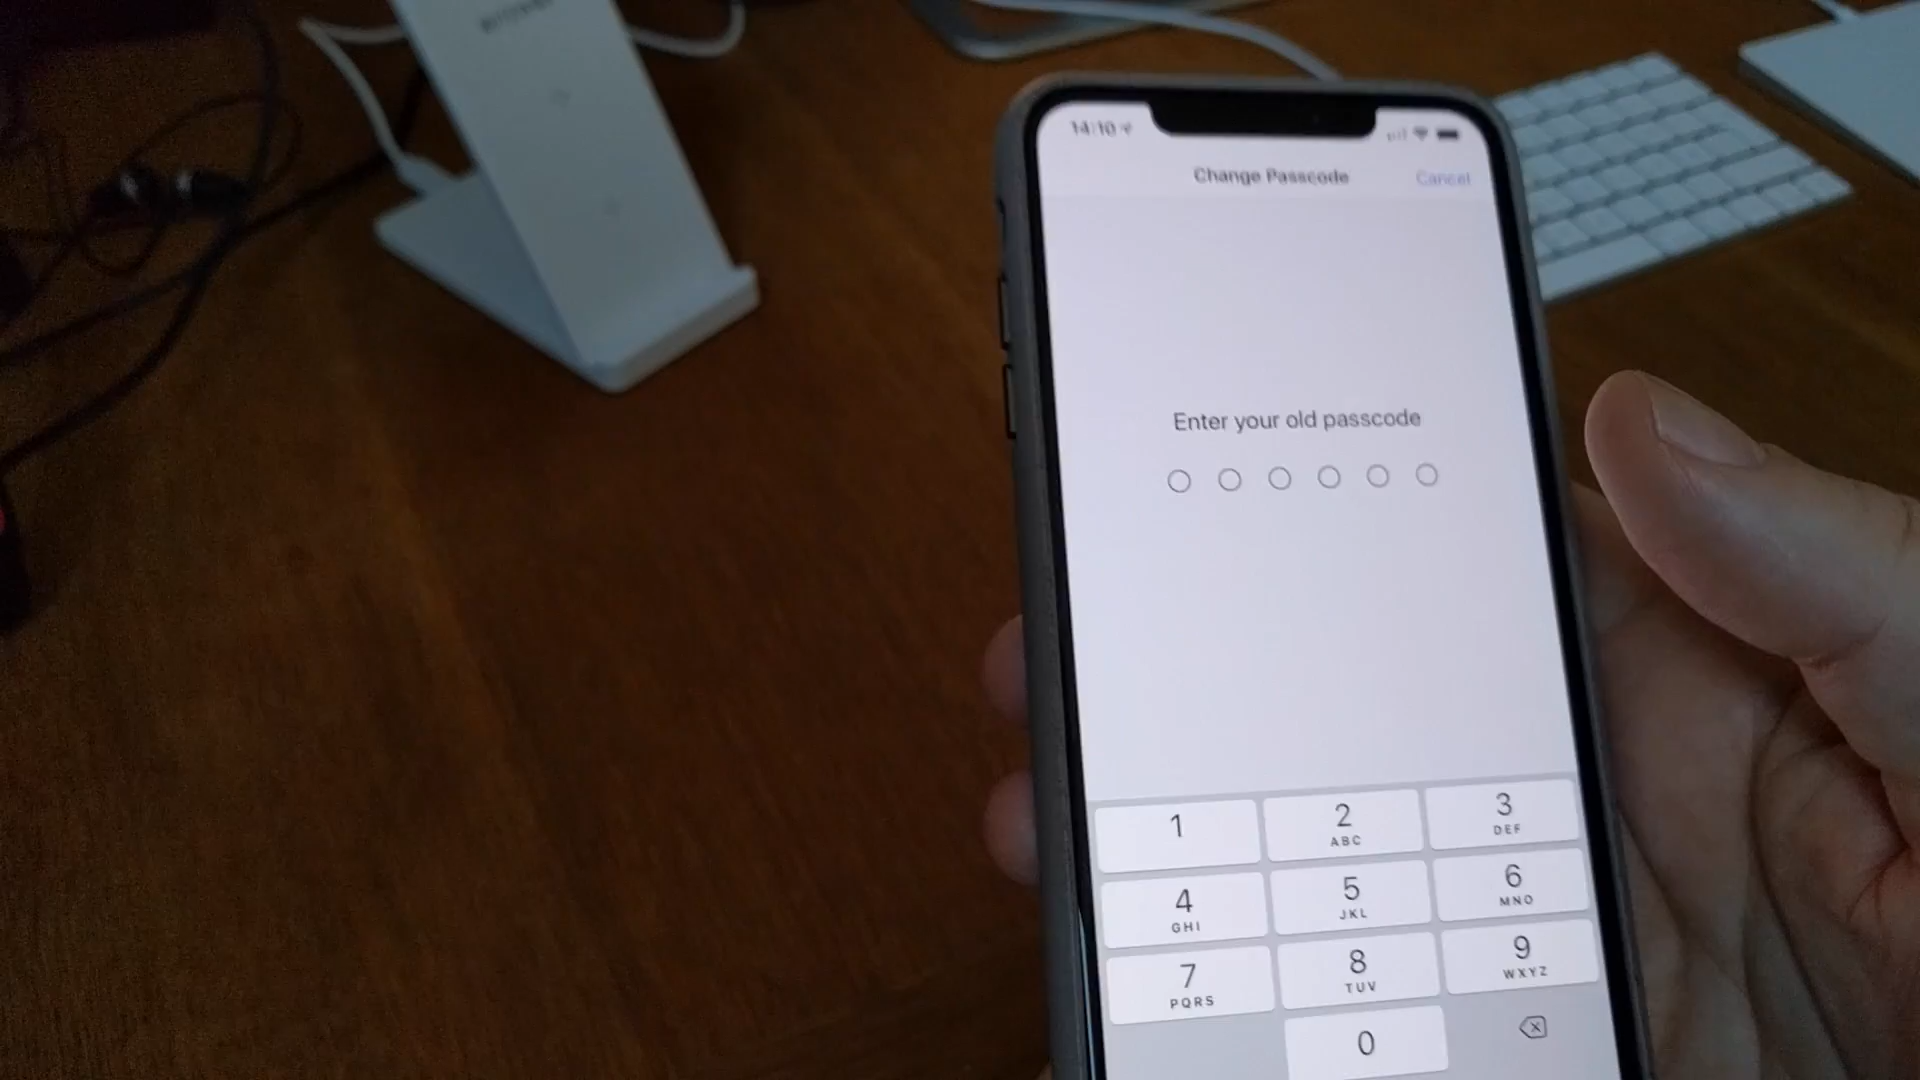 14:10
Change Passcode
Cancel
Enter your old passcode
1
2
ABC
3
DEF
4
GHI
5
JKL
6
MNO
7
PQRS
8
TUV
9
WXYZ
0